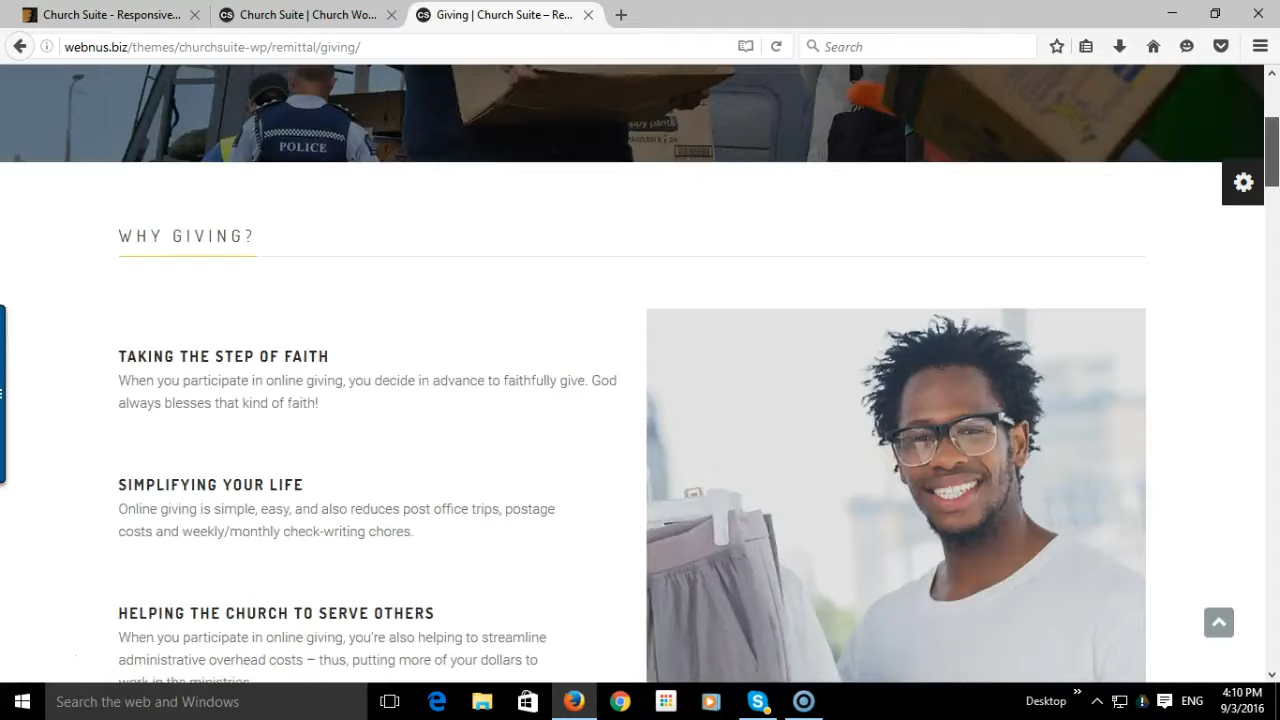 Church Suite - Responsive...
Church Suite | Church Wo...
Giving | Church Suite – Re...
webnus.biz/themes/churchsuite-wp/remittal/giving/
Search
POLICE
WHY GIVING?
TAKING THE STEP OF FAITH
When you participate in online giving, you decide in advance to faithfully give. God
always blesses that kind of faith!
SIMPLIFYING YOUR LIFE
Online giving is simple, easy, and also reduces post office trips, postage
costs and weekly/monthly check-writing chores.
HELPING THE CHURCH TO SERVE OTHERS
When you participate in online giving, you're also helping to streamline
administrative overhead costs – thus, putting more of your dollars to
work in the ministries.
Search the web and Windows
Desktop
ENG
4:10 PM
9/3/2016